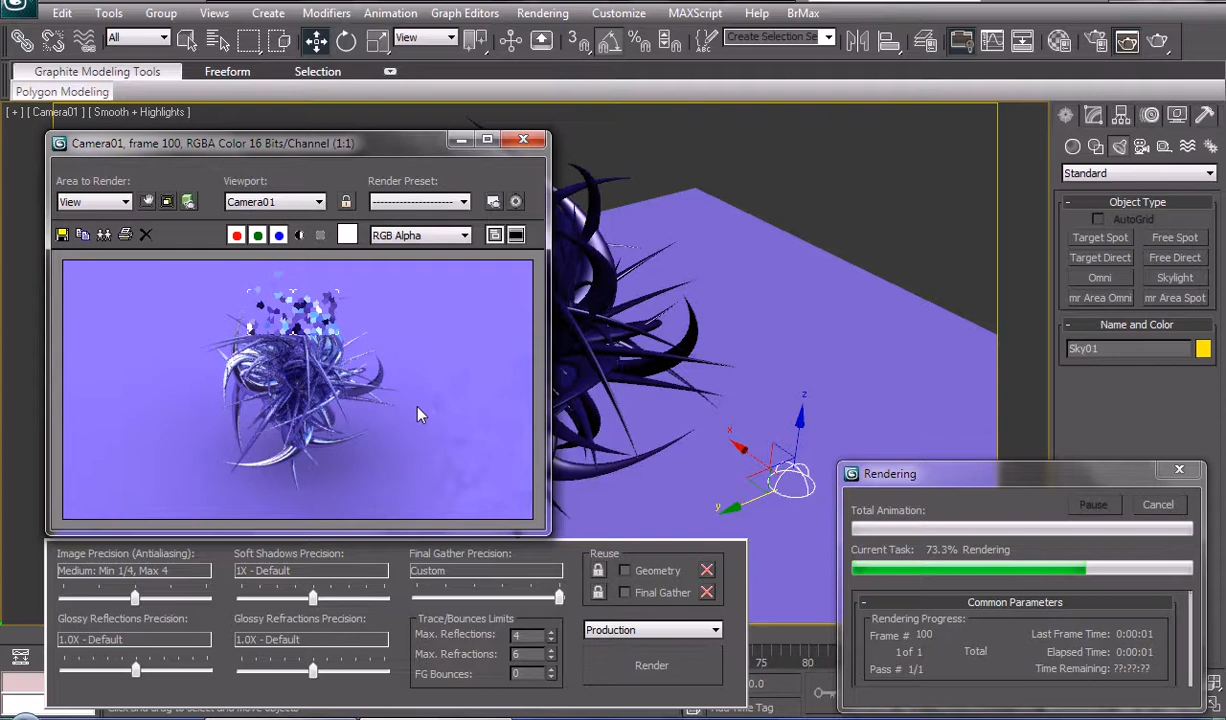 Edit Tools Group Views Create Modifiers Animation Graph Editors Rendering Customize MAXScript Help BrMax
All View 3 Create Selection Se
Graphite Modeling Tools Freeform Selection
Polygon Modeling
[ + ] [ Camera01 ] [ Smooth + Highlights ]
Camera01, frame 100, RGBA Color 16 Bits/Channel (1:1)
Area to Render: Viewport: Render Preset:
View Camera01 --------------------
RGB Alpha
Standard
Object Type
AutoGrid
Target Spot Free Spot
Target Direct Free Direct
Omni Skylight
mr Area Omni mr Area Spot
Name and Color
Sky01
x
y
z
Rendering
Pause Cancel
Total Animation:
Current Task: 73.3% Rendering
Common Parameters
Rendering Progress:
Frame # 100 Last Frame Time: 0:00:01
1 of 1 Total Elapsed Time: 0:00:01
Pass # 1/1 Time Remaining: ??:??:??
Image Precision (Antialiasing): Soft Shadows Precision: Final Gather Precision: Reuse
Medium: Min 1/4, Max 4 1X - Default Custom Geometry
Final Gather
Glossy Reflections Precision: Glossy Refractions Precision: Trace/Bounces Limits
1.0X - Default 1.0X - Default Max. Reflections: 4 Production
Max. Refractions: 6
FG Bounces: 0 Render
75 80